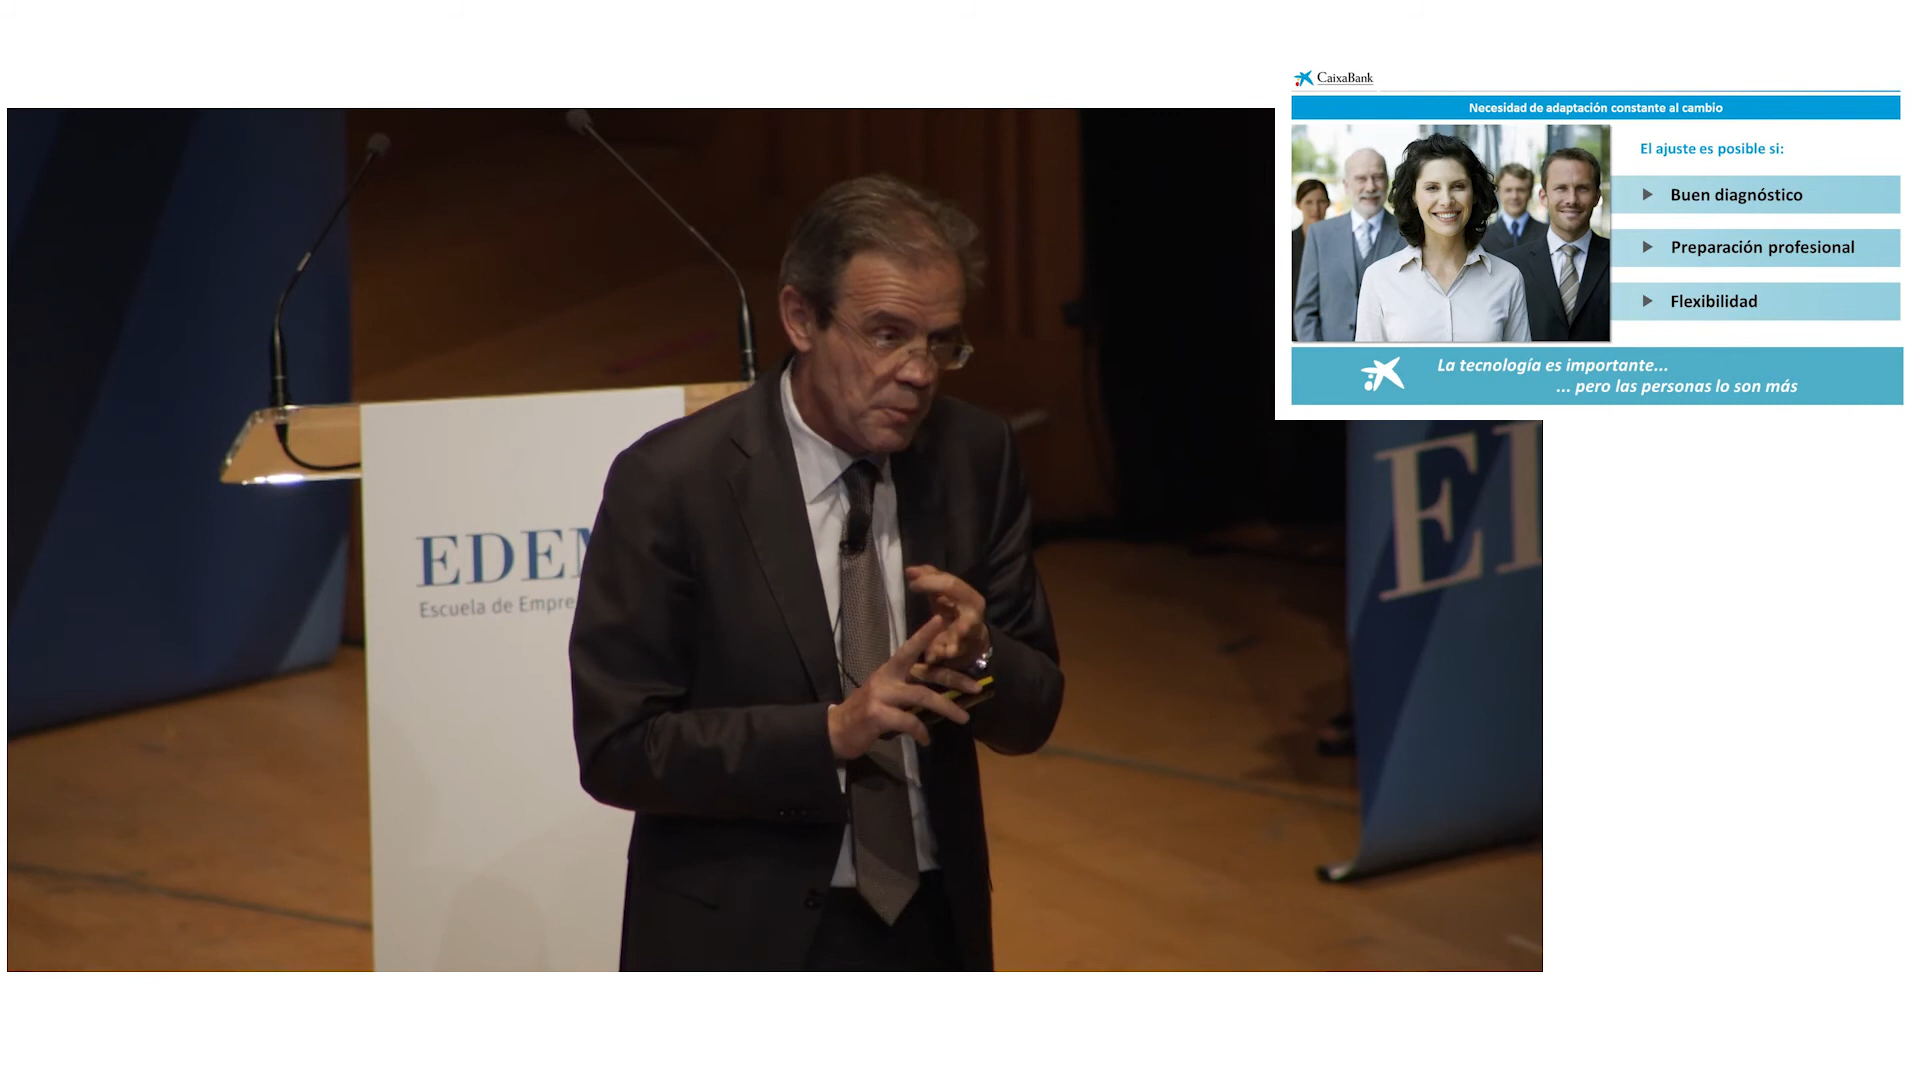 CaixaBank
Necesidad de adaptación constante al cambio
El ajuste es posible si:
Buen diagnóstico
Preparación profesional
Flexibilidad
La tecnología es importante...
... pero las personas lo son más
EDEM
Escuela de Empre
E